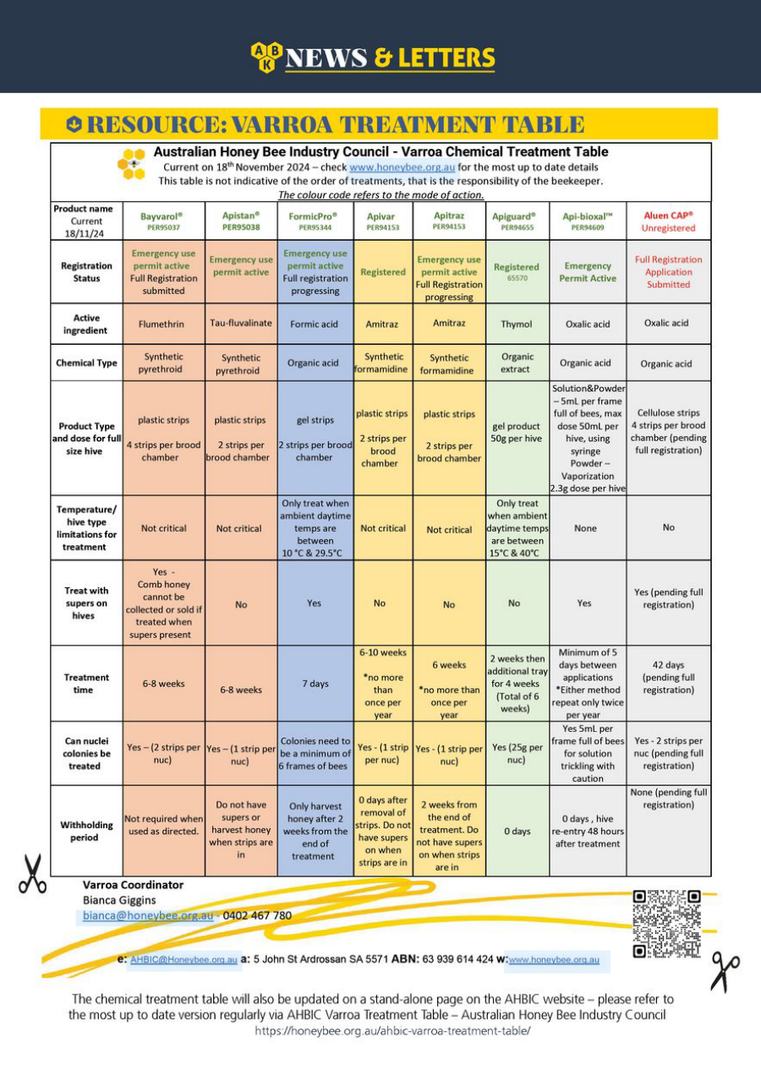 ABK NEWS & LETTERS
RESOURCE: VARROA TREATMENT TABLE
Australian Honey Bee Industry Council - Varroa Chemical Treatment Table
Current on 18th November 2024 – check www.honeybee.org.au for the most up to date details
This table is not indicative of the order of treatments, that is the responsibility of the beekeeper.
The colour code refers to the mode of action.
Product name
Current
18/11/24
Bayvarol®
PER95037
Apistan®
PER95038
FormicPro®
PER95344
Apivar
PER94153
Apitraz
PER94153
Apiguard®
PER94655
Api-bioxal™
PER94609
Aluen CAP®
Unregistered
Registration
Status
Emergency use
permit active
Full Registration
submitted
Emergency use
permit active
Emergency use
permit active
Full registration
progressing
Registered
Emergency use
permit active
Full Registration
progressing
Registered
65570
Emergency
Permit Active
Full Registration
Application
Submitted
Active
ingredient
Flumethrin
Tau-fluvalinate
Formic acid
Amitraz
Amitraz
Thymol
Oxalic acid
Oxalic acid
Chemical Type
Synthetic
pyrethroid
Synthetic
pyrethroid
Organic acid
Synthetic
formamidine
Synthetic
formamidine
Organic
extract
Organic acid
Organic acid
Product Type
and dose for full
size hive
plastic strips
4 strips per brood
chamber
plastic strips
2 strips per
brood chamber
gel strips
2 strips per brood
chamber
plastic strips
2 strips per
brood
chamber
plastic strips
2 strips per
brood chamber
gel product
50g per hive
Solution&Powder
– 5mL per frame
full of bees, max
dose 50mL per
hive, using
syringe
Powder –
Vaporization
2.3g dose per hive
Cellulose strips
4 strips per brood
chamber (pending
full registration)
Temperature/
hive type
limitations for
treatment
Not critical
Not critical
Only treat when
ambient daytime
temps are
between
10 °C & 29.5°C
Not critical
Not critical
Only treat
when ambient
daytime temps
are between
15°C & 40°C
None
No
Treat with
supers on
hives
Yes -
Comb honey
cannot be
collected or sold if
treated when
supers present
No
Yes
No
No
No
Yes
Yes (pending full
registration)
Treatment
time
6-8 weeks
6-8 weeks
7 days
6-10 weeks
*no more
than
once per
year
6 weeks
*no more than
once per
year
2 weeks then
additional tray
for 4 weeks
(Total of 6
weeks)
Minimum of 5
days between
applications
*Either method
repeat only twice
per year
42 days
(pending full
registration)
Can nuclei
colonies be
treated
Yes – (2 strips per
nuc)
Yes – (1 strip per
nuc)
Colonies need to
be a minimum of
6 frames of bees
Yes - (1 strip
per nuc)
Yes - (1 strip per
nuc)
Yes (25g per
nuc)
Yes 5mL per
frame full of bees
for solution
trickling with
caution
Yes - 2 strips per
nuc (pending full
registration)
Withholding
period
Not required when
used as directed.
Do not have
supers or
harvest honey
when strips are
in
Only harvest
honey after 2
weeks from the
end of
treatment
0 days after
removal of
strips. Do not
have supers
on when
strips are in
2 weeks from
the end of
treatment. Do
not have supers
on when strips
are in
0 days
0 days , hive
re-entry 48 hours
after treatment
None (pending full
registration)
Varroa Coordinator
Bianca Giggins
bianca@honeybee.org.au - 0402 467 780
e: AHBIC@Honeybee.org.au a: 5 John St Ardrossan SA 5571 ABN: 63 939 614 424 w:www.honeybee.org.au
The chemical treatment table will also be updated on a stand-alone page on the AHBIC website – please refer to
the most up to date version regularly via AHBIC Varroa Treatment Table – Australian Honey Bee Industry Council
https://honeybee.org.au/ahbic-varroa-treatment-table/